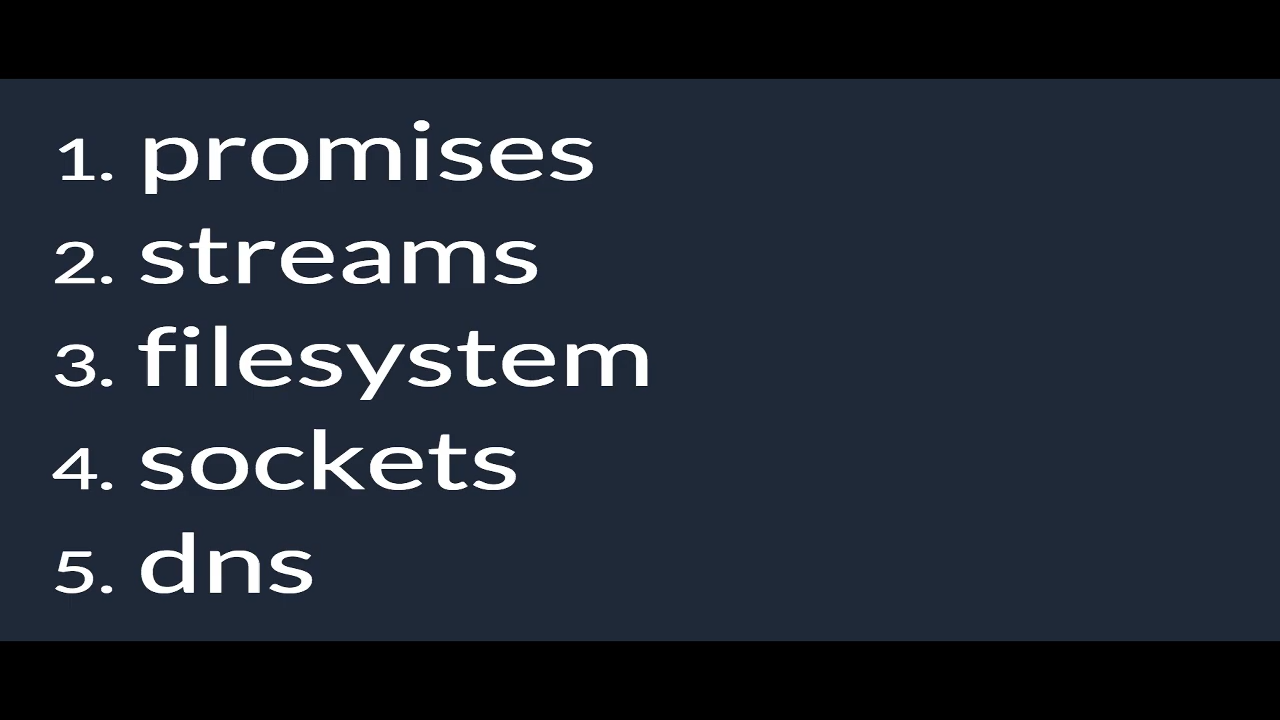 1. promises
2. streams
3. filesystem
4. sockets
5. dns